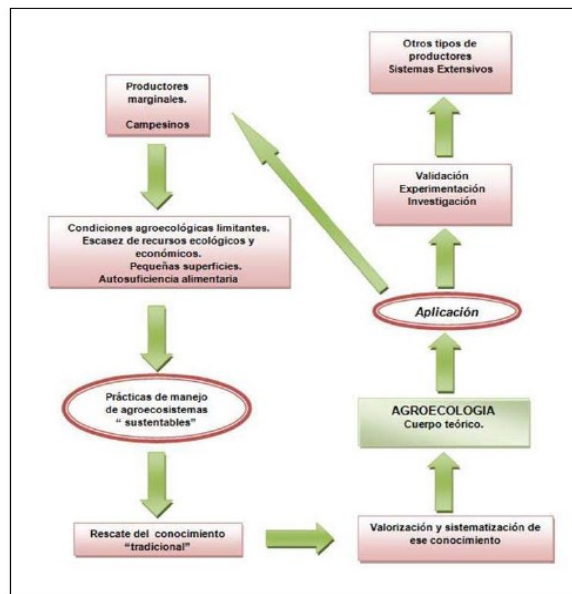 Productores
marginales.
Campesinos
Condiciones agroecológicas limitantes.
Escasez de recursos ecológicos y
económicos.
Pequeñas superficies.
Autosuficiencia alimentaria
Prácticas de manejo
de agroecosistemas
“ sustentables”
Rescate del conocimiento
“tradicional”
Valorización y sistematización de
ese conocimiento
AGROECOLOGIA
Cuerpo teórico.
Aplicación
Validación
Experimentación
Investigación
Otros tipos de
productores
Sistemas Extensivos